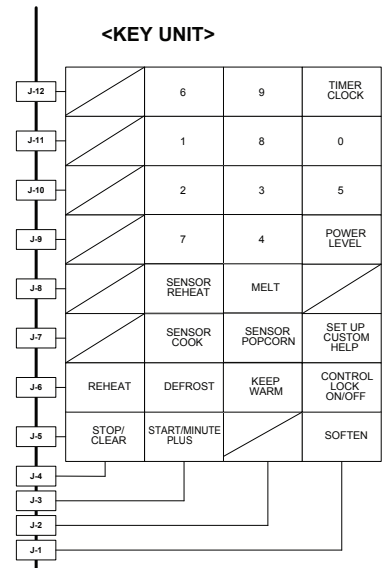 <KEY UNIT>
J-12
6
9
TIMER
CLOCK
J-11
1
8
0
J-10
2
3
5
J-9
7
4
POWER
LEVEL
J-8
SENSOR
REHEAT
MELT
J-7
SENSOR
COOK
SENSOR
POPCORN
SET UP
CUSTOM
HELP
J-6
REHEAT
DEFROST
KEEP
WARM
CONTROL
LOCK
ON/OFF
J-5
STOP/
CLEAR
START/MINUTE
PLUS
SOFTEN
J-4
J-3
J-2
J-1